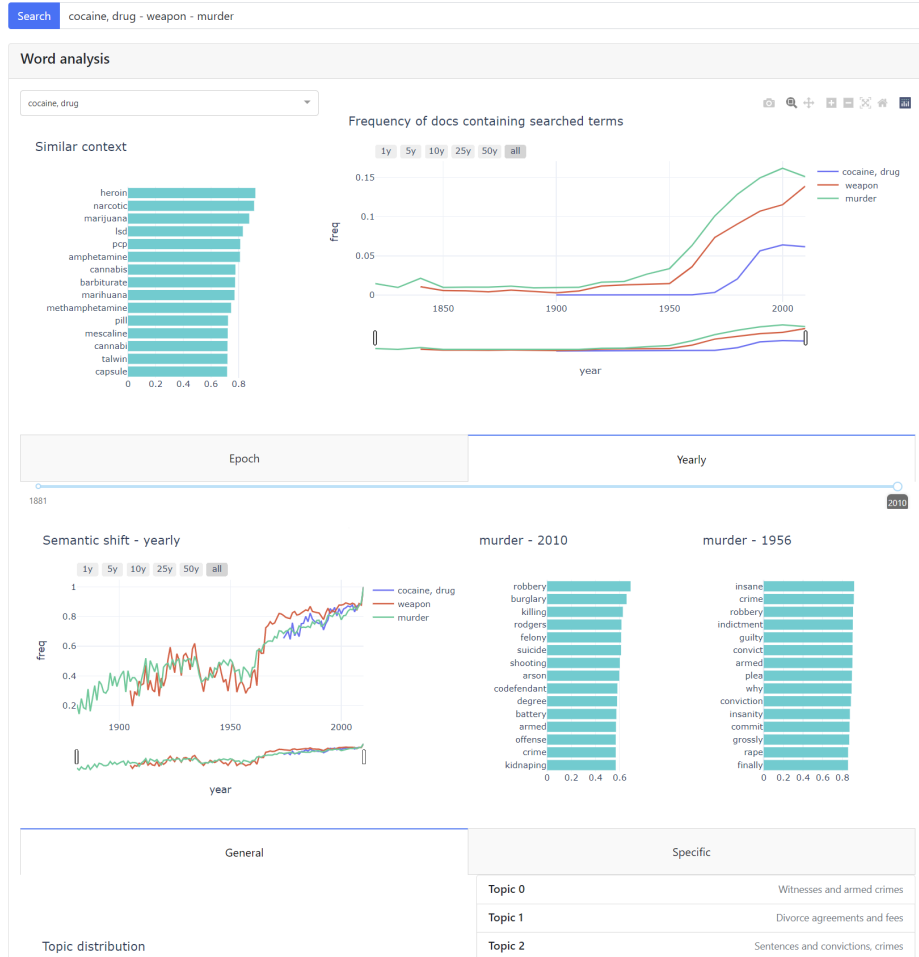 Search cocaine, drug - weapon - murder
Word analysis
cocaine, drug
Similar context
heroin
narcotic
marijuana
lsd
pcp
amphetamine
cannabis
barbiturate
marihuana
methamphetamine
pill
mescaline
cannabi
talwin
capsule
0 0.2 0.4 0.6 0.8
Frequency of docs containing searched terms
1y 5y 10y 25y 50y all
freq
0.15
0.1
0.05
0
1850 1900 1950 2000
year
cocaine, drug
weapon
murder
Epoch Yearly
1881 2010
Semantic shift - yearly
1y 5y 10y 25y 50y all
freq
1
0.8
0.6
0.4
0.2
1900 1950 2000
year
cocaine, drug
weapon
murder
murder - 2010
robbery
burglary
killing
rodgers
felony
suicide
shooting
arson
codefendant
degree
battery
armed
offense
crime
kidnaping
0 0.2 0.4 0.6
murder - 1956
insane
crime
robbery
indictment
guilty
convict
armed
plea
why
conviction
insanity
commit
grossly
rape
finally
0 0.2 0.4 0.6 0.8
General Specific
Topic distribution
Topic 0 Witnesses and armed crimes
Topic 1 Divorce agreements and fees
Topic 2 Sentences and convictions, crimes